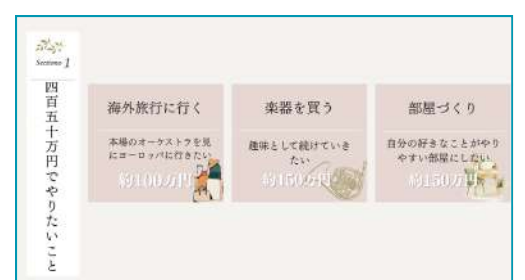 Sections 1
四百五十万円でやりたいこと
海外旅行に行く
本場のオーケストラを見
にヨーロッパに行きたい
約100万円
楽器を買う
趣味として続けていき
たい
約150万円
部屋づくり
自分の好きなことがやり
やすい部屋にしたい
約150万円